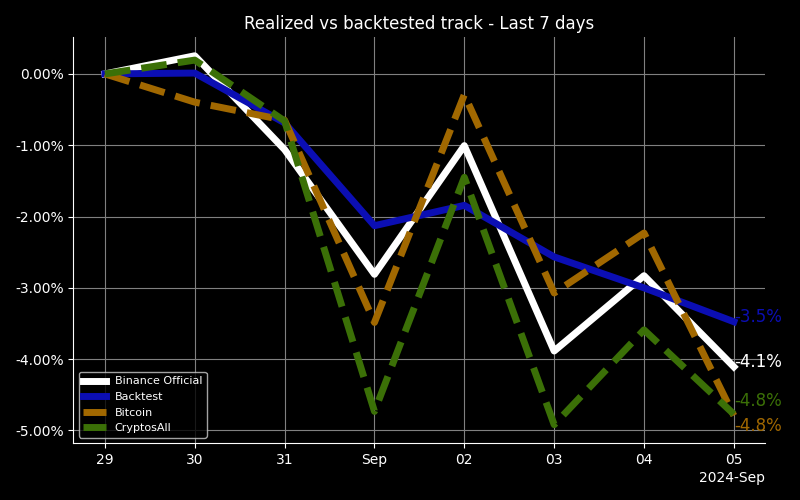 Realized vs backtested track - Last 7 days
0.00%
-1.00%
-2.00%
-3.00%
-4.00%
-5.00%
-3.5%
-4.1%
-4.8%
-4.8%
Binance Official
Backtest
Bitcoin
CryptosAll
29 30 31 Sep 02 03 04 05
2024-Sep